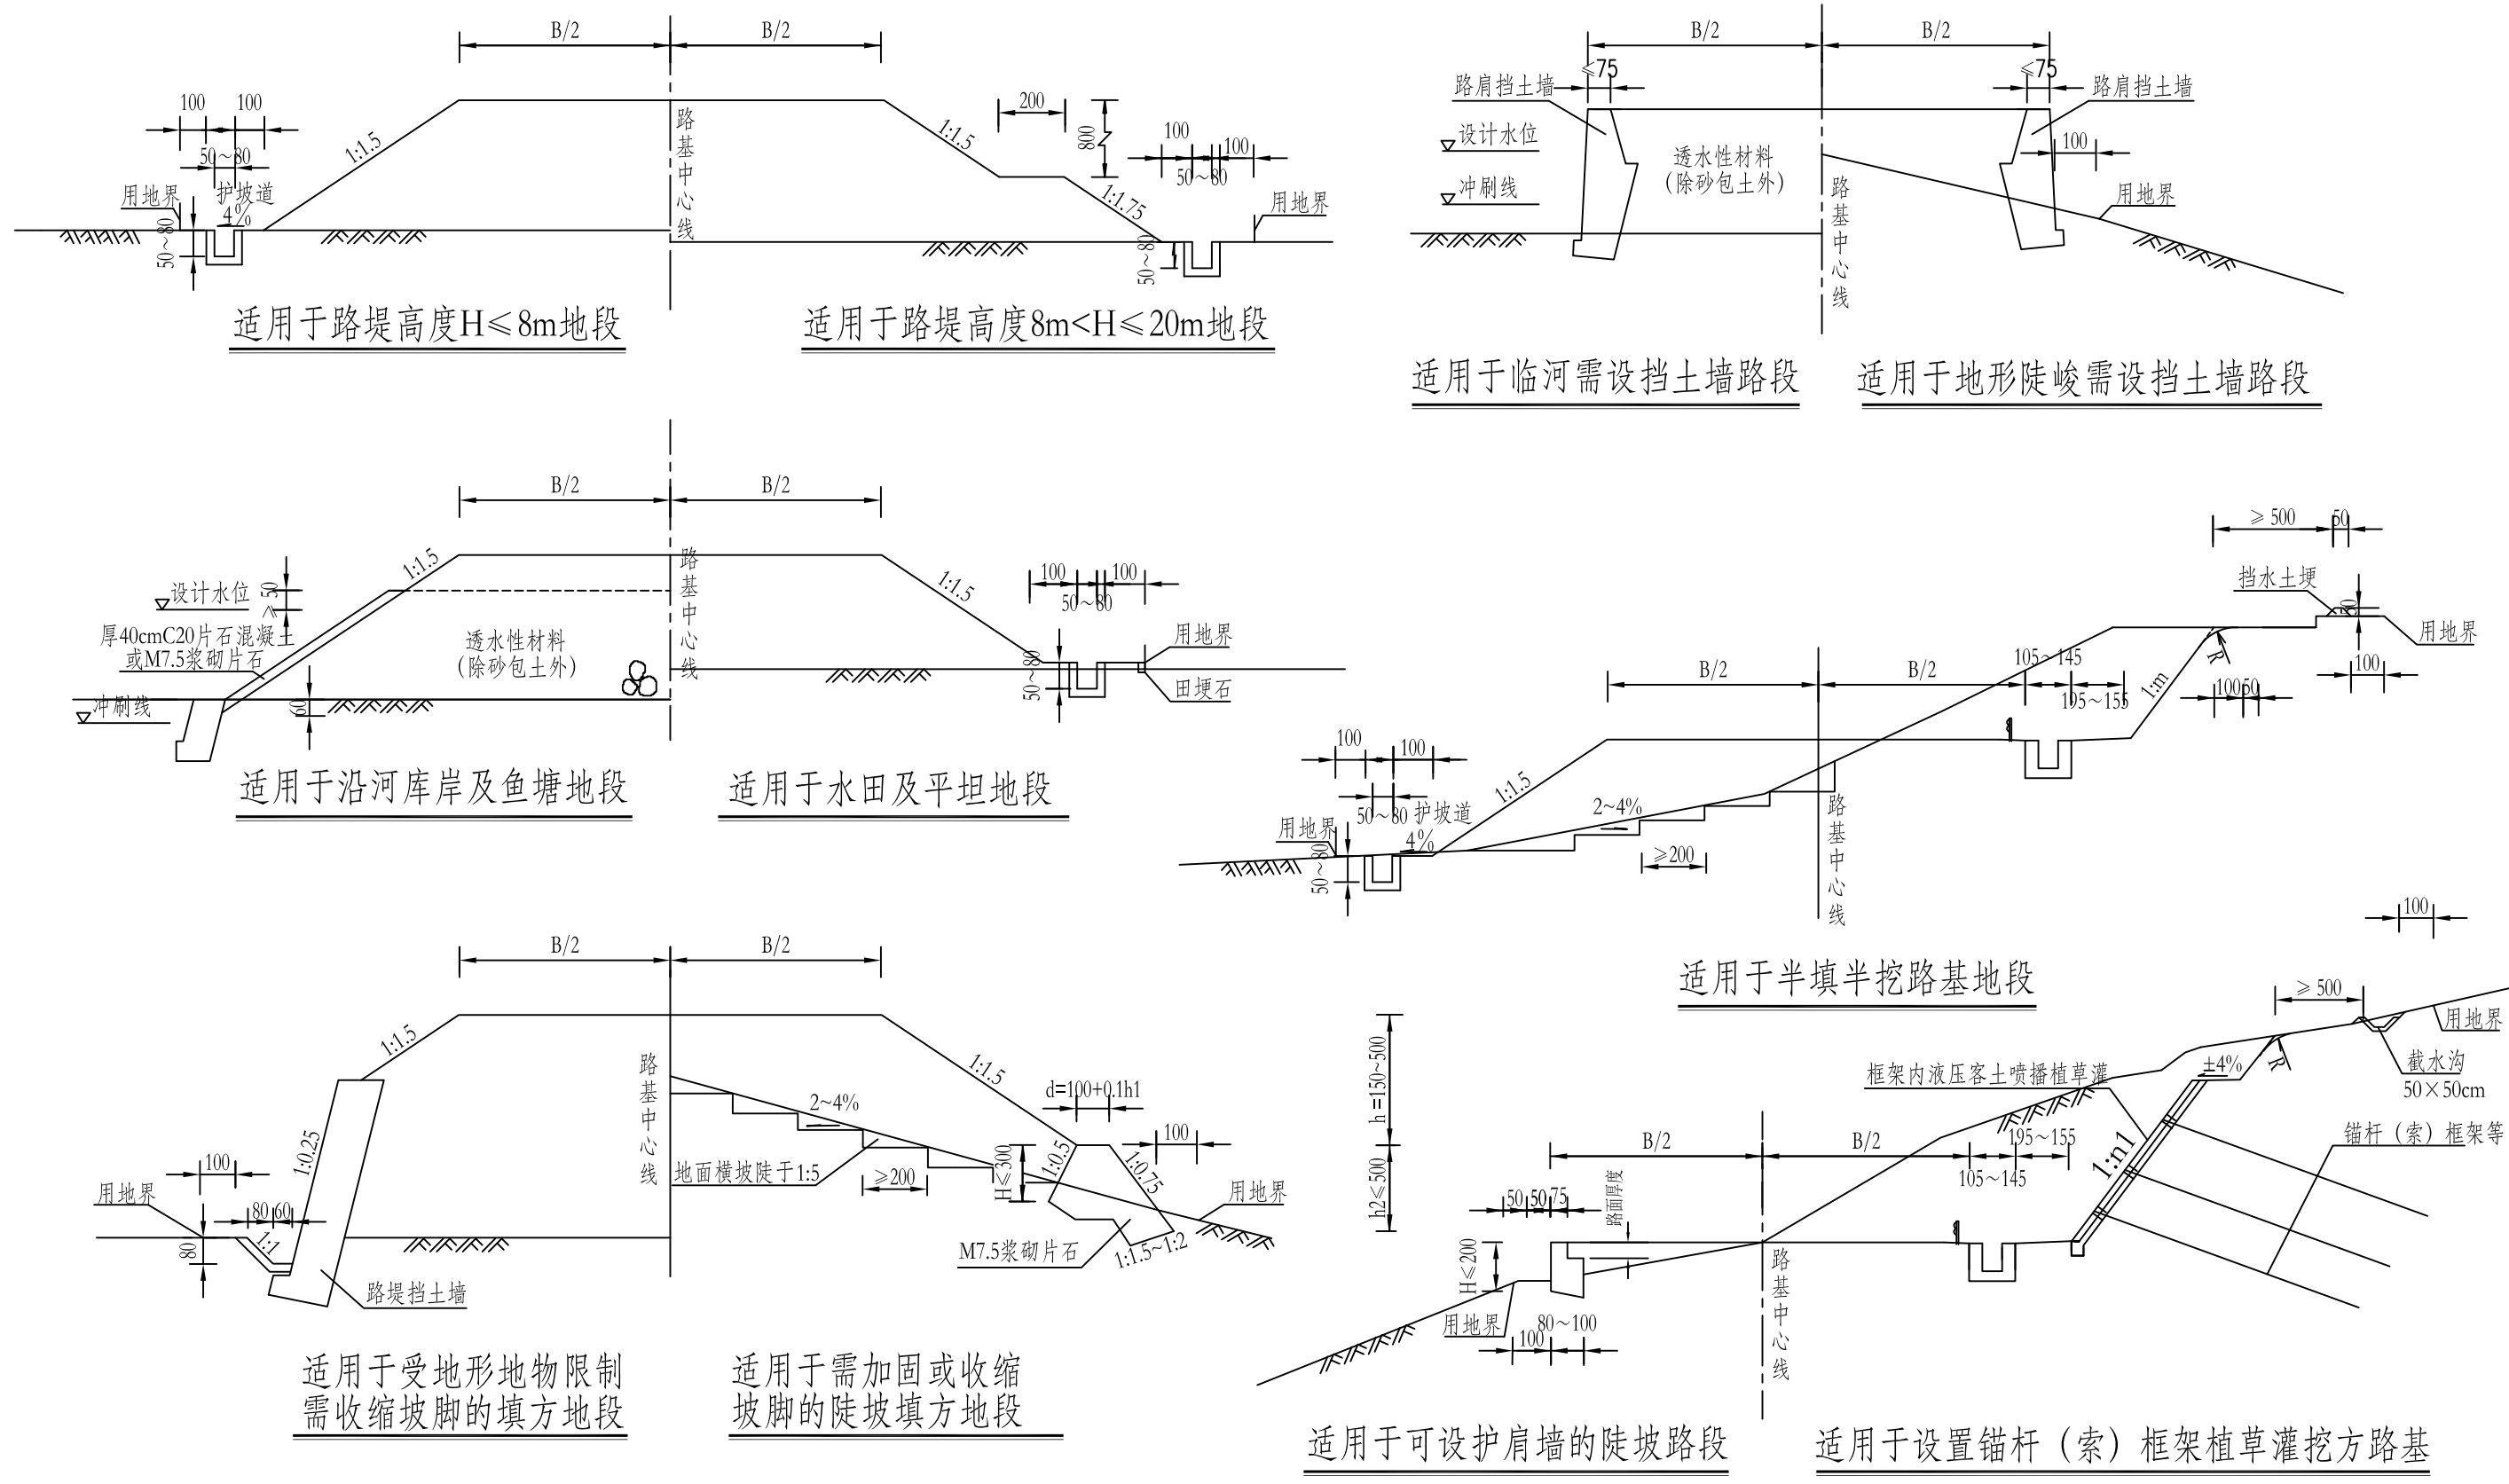 B/2
B/2
100
100
50~80
用地界
护坡道
4%
50~80
1:1.5
路基中心线
1:1.5
200
800
1:1.75
100
100
50~80
50~80
用地界
适用于路堤高度H≤8m地段
适用于路堤高度8m<H≤20m地段
B/2
B/2
≤75
≤75
路肩挡土墙
路肩挡土墙
设计水位
冲刷线
透水性材料
(除砂包土外)
路基中心线
100
用地界
适用于临河需设挡土墙路段
适用于地形陡峻需设挡土墙路段
B/2
B/2
1:1.5
≥50
设计水位
厚40cmC20片石混凝土
或M7.5浆砌片石
冲刷线
60
透水性材料
(除砂包土外)
路基中心线
1:1.5
100
100
50~80
50~80
用地界
田埂石
适用于沿河库岸及鱼塘地段
适用于水田及平坦地段
≥500
50
挡水土埂
50
用地界
100
R
100
50
1:m
105~145
195~155
B/2
B/2
100
100
50~80
护坡道
用地界
4%
50~80
1:1.5
2~4%
≥200
路基中心线
适用于半填半挖路基地段
B/2
B/2
1:1.5
1:0.25
100
用地界
80
60
80
1:1
路堤挡土墙
路基中心线
2~4%
地面横坡陡于1:5
≥200
1:1.5
d=100+0.1h1
H≤300
1:0.5
1:0.75
100
用地界
M7.5浆砌片石
1:1.5~1:2
h=150~500
h2≤500
适用于受地形地物限制
需收缩坡脚的填方地段
适用于需加固或收缩
坡脚的陡坡填方地段
100
≥500
用地界
截水沟
50×50cm
±4%
R
框架内液压客土喷播植草灌
锚杆（索）框架等
1:n1
B/2
B/2
195~155
105~145
50
50
75
路面厚度
H≤200
用地界
80~100
100
路基中心线
适用于可设护肩墙的陡坡路段
适用于设置锚杆（索）框架植草灌挖方路基